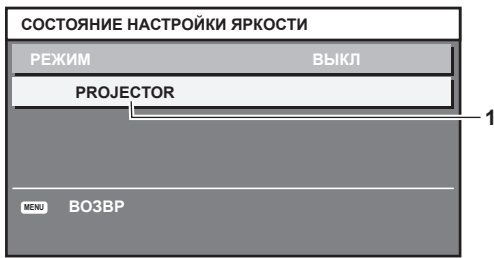 СОСТОЯНИЕ НАСТРОЙКИ ЯРКОСТИ
РЕЖИМ ВЫКЛ
PROJECTOR
1
MENU ВОЗВР